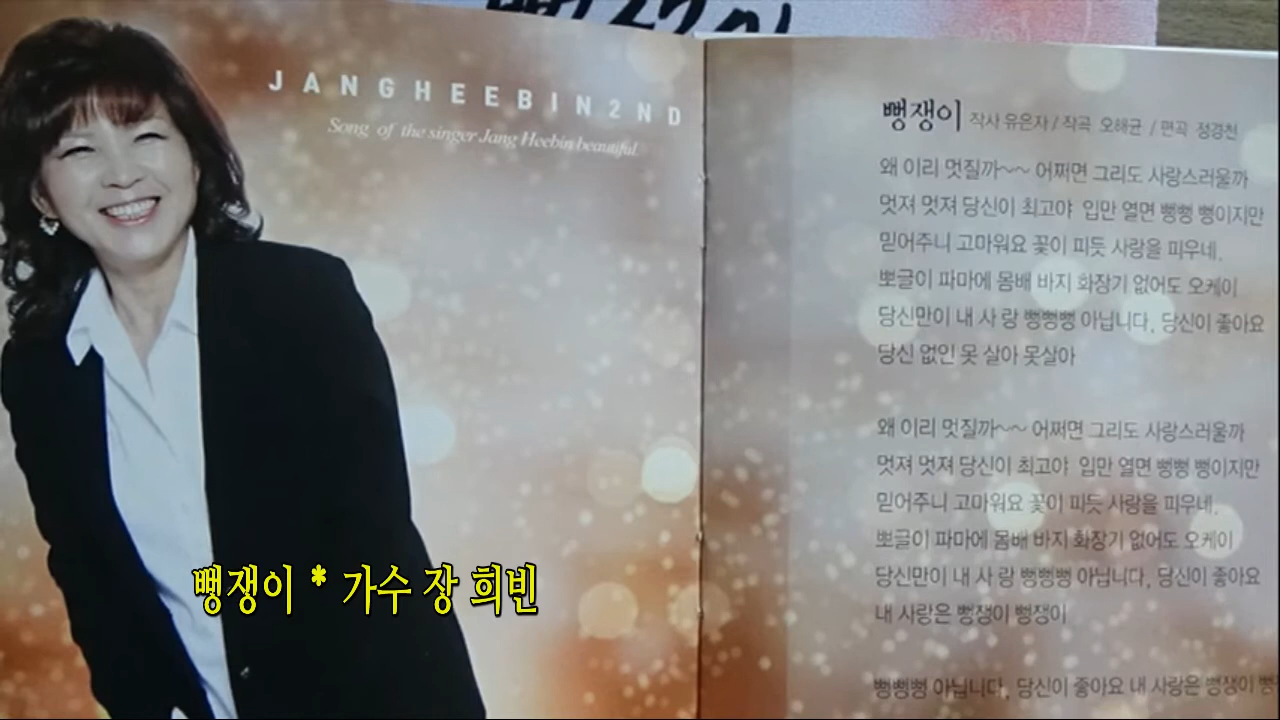 JANGHEEBIN2ND
Song of the singer Jang Heebin beautiful
뻥쟁이 작사 유은자 / 작곡 오해균 / 편곡 정경천
왜 이리 멋질까~~ 어쩌면 그리도 사랑스러울까
멋져 멋져 당신이 최고야 입만 열면 뻥뻥 뻥이지만
믿어주니 고마워요 꽃이 피듯 사랑을 피우네.
뽀글이 파마에 몸배 바지 화장기 없어도 오케이
당신만이 내 사 랑 뻥뻥뻥 아닙니다, 당신이 좋아요
당신 없인 못 살아 못살아
왜 이리 멋질까~~ 어쩌면 그리도 사랑스러울까
멋져 멋져 당신이 최고야 입만 열면 뻥뻥 뻥이지만
믿어주니 고마워요 꽃이 피듯 사랑을 피우네.
뽀글이 파마에 몸배 바지 화장기 없어도 오케이
당신만이 내 사 랑 뻥뻥뻥 아닙니다, 당신이 좋아요
내 사랑은 뻥쟁이 뻥쟁이
뻥뻥뻥 아닙니다, 당신이 좋아요 내 사랑은 뻥쟁이
뻥쟁이 * 가수 장 희빈